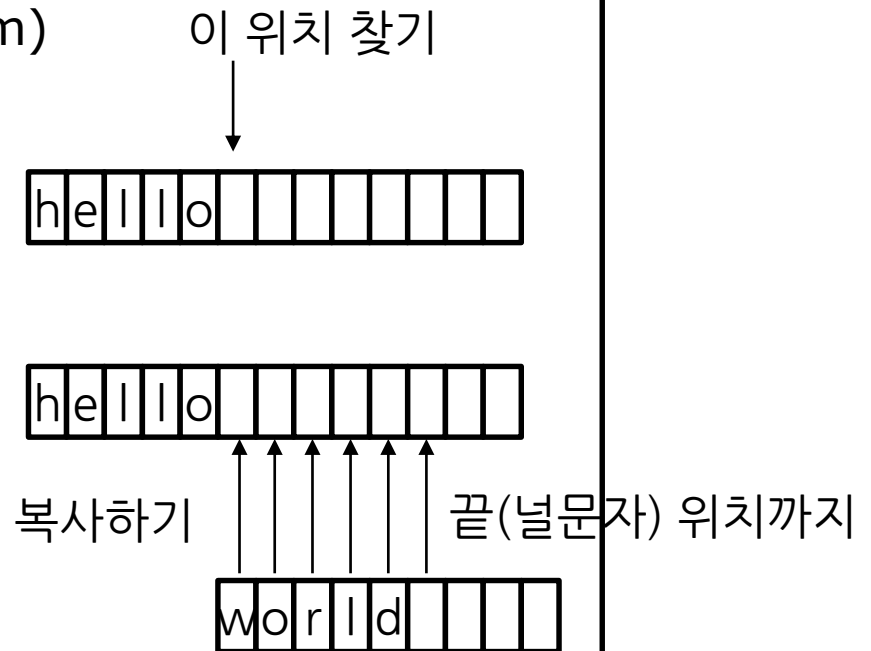 m)
이 위치 찾기
hello
hello
복사하기
끝(널문자) 위치까지
world